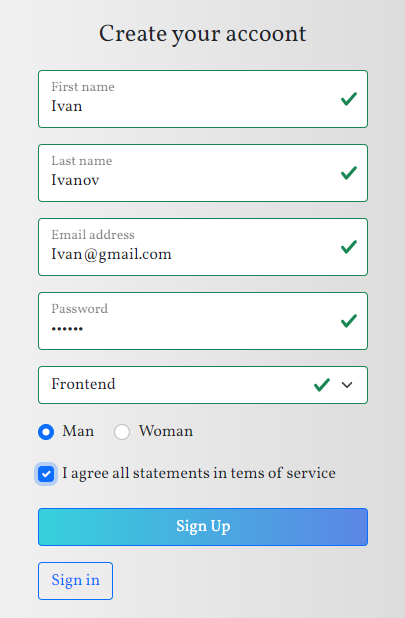 Create your accoont
First name
Ivan
Last name
Ivanov
Email address
Ivan@gmail.com
Password
••••••
Frontend
Man Woman
I agree all statements in tems of service
Sign Up
Sign in